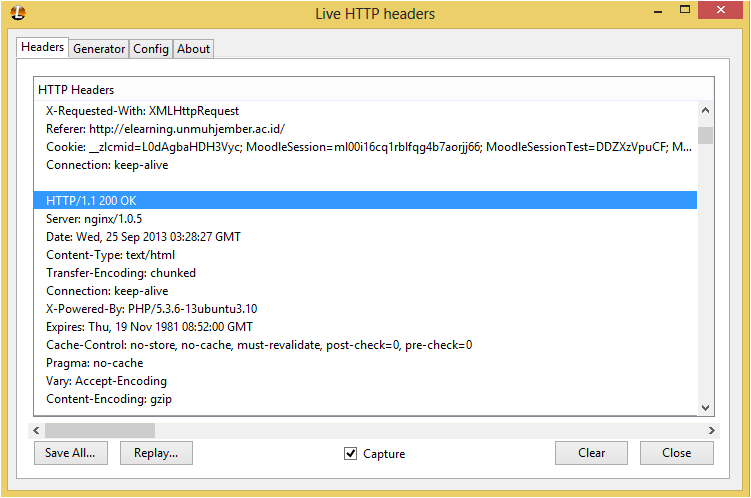 Live HTTP headers
Headers Generator Config About
HTTP Headers
X-Requested-With: XMLHttpRequest
Referer: http://elearning.unmuhjember.ac.id/
Cookie: __zlcmid=L0dAgbaHDH3Vyc; MoodleSession=ml00i16cq1rblfqg4b7aorjj66; MoodleSessionTest=DDZXzVpuCF; M...
Connection: keep-alive
HTTP/1.1 200 OK
Server: nginx/1.0.5
Date: Wed, 25 Sep 2013 03:28:27 GMT
Content-Type: text/html
Transfer-Encoding: chunked
Connection: keep-alive
X-Powered-By: PHP/5.3.6-13ubuntu3.10
Expires: Thu, 19 Nov 1981 08:52:00 GMT
Cache-Control: no-store, no-cache, must-revalidate, post-check=0, pre-check=0
Pragma: no-cache
Vary: Accept-Encoding
Content-Encoding: gzip
Save All... Replay... Capture Clear Close